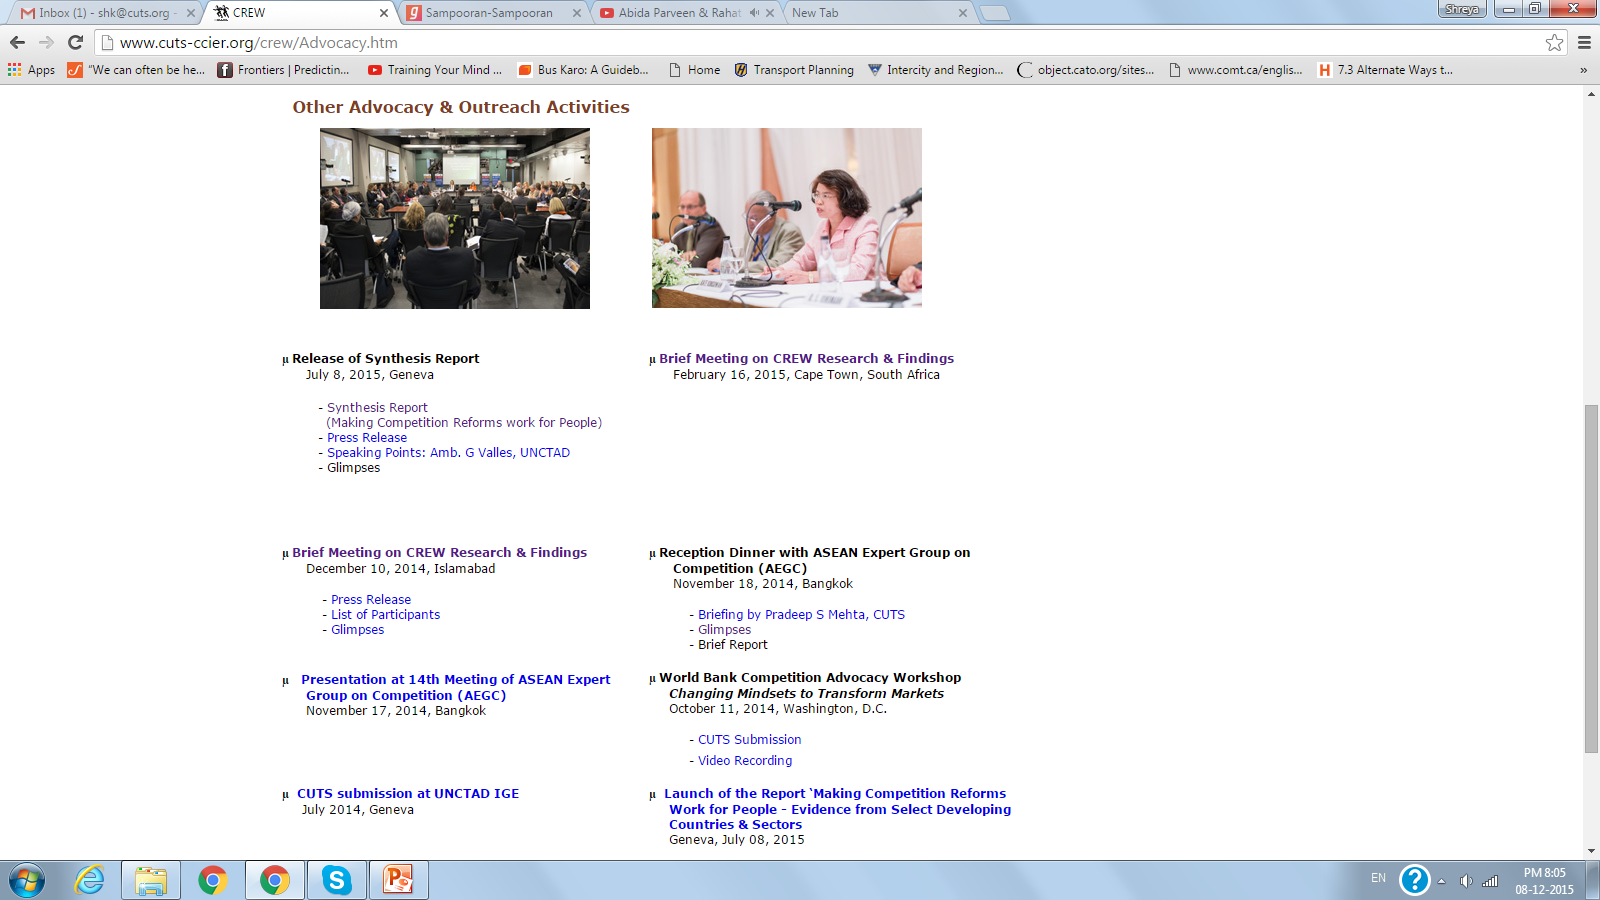 Inbox (1) - shk@cuts.org -
CREW
Sampooran-Sampooran
Abida Parveen & Rahat
New Tab
Shreya
www.cuts-ccier.org/crew/Advocacy.htm
Apps
"We can often be he...
Frontiers | Predictin...
Training Your Mind ...
Bus Karo: A Guideb...
Home
Transport Planning
Intercity and Region...
object.cato.org/sites...
www.comt.ca/englis...
7.3 Alternate Ways t...
»
Other Advocacy & Outreach Activities
µ Release of Synthesis Report
July 8, 2015, Geneva
- Synthesis Report
(Making Competition Reforms work for People)
- Press Release
- Speaking Points: Amb. G Valles, UNCTAD
- Glimpses
µ Brief Meeting on CREW Research & Findings
February 16, 2015, Cape Town, South Africa
µ Brief Meeting on CREW Research & Findings
December 10, 2014, Islamabad
- Press Release
- List of Participants
- Glimpses
µ Reception Dinner with ASEAN Expert Group on
Competition (AEGC)
November 18, 2014, Bangkok
- Briefing by Pradeep S Mehta, CUTS
- Glimpses
- Brief Report
µ Presentation at 14th Meeting of ASEAN Expert
Group on Competition (AEGC)
November 17, 2014, Bangkok
µ World Bank Competition Advocacy Workshop
Changing Mindsets to Transform Markets
October 11, 2014, Washington, D.C.
- CUTS Submission
- Video Recording
µ CUTS submission at UNCTAD IGE
July 2014, Geneva
µ Launch of the Report `Making Competition Reforms
Work for People - Evidence from Select Developing
Countries & Sectors
Geneva, July 08, 2015
EN
PM 8:05
08-12-2015